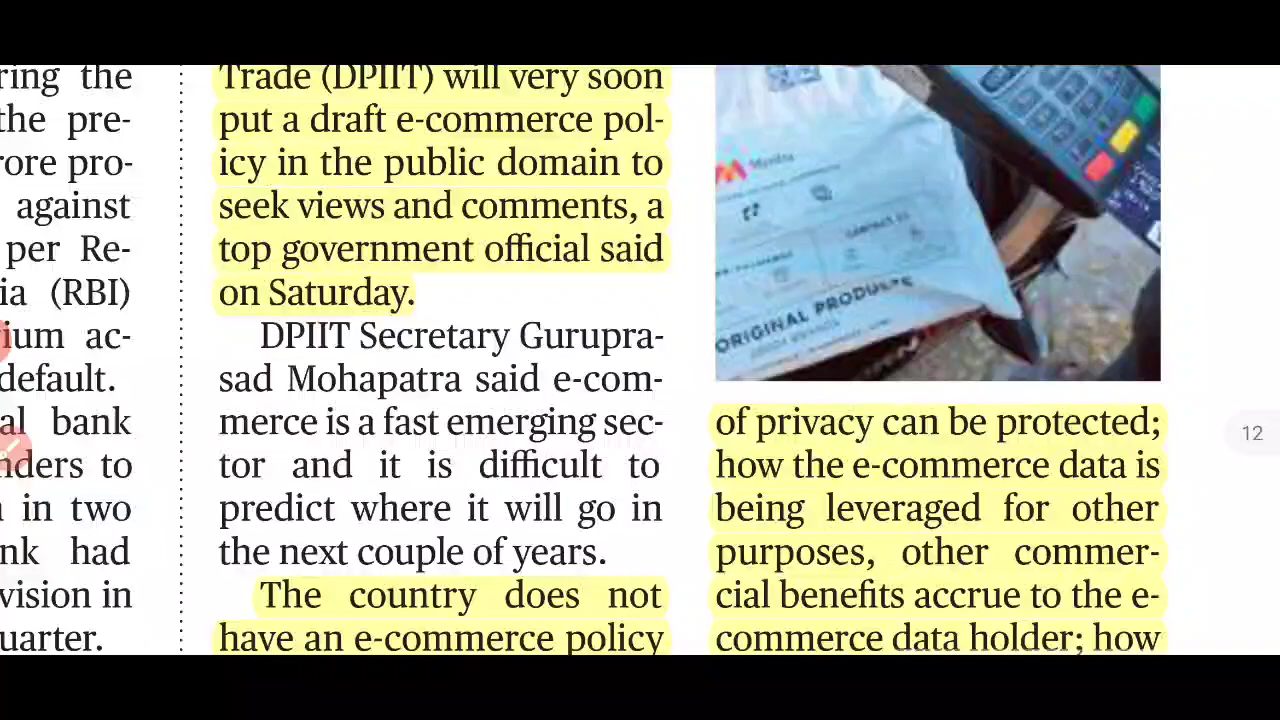 ring the
the pre-
rore pro-
against
per Re-
ia (RBI)
ium ac-
default.
al bank
nders to
in two
nk had
vision in
uarter.
Trade (DPIIT) will very soon
put a draft e-commerce pol-
icy in the public domain to
seek views and comments, a
top government official said
on Saturday.
DPIIT Secretary Gurupra-
sad Mohapatra said e-com-
merce is a fast emerging sec-
tor and it is difficult to
predict where it will go in
the next couple of years.
The country does not
have an e-commerce policy
Myntra
CONTACT US
ORIGINAL PRODUCTS
of privacy can be protected;
how the e-commerce data is
being leveraged for other
purposes, other commer-
cial benefits accrue to the e-
commerce data holder; how
12